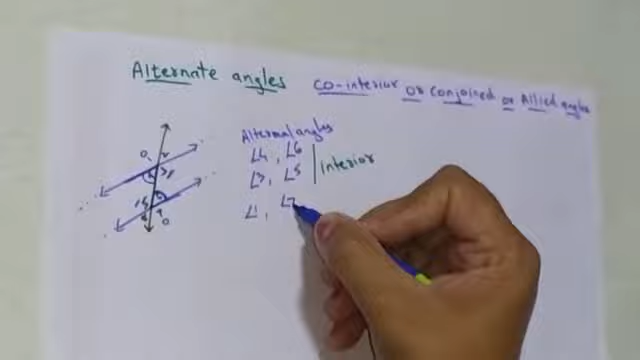 Alternate angles
co-interior or conjoined or Allied angles
Alternal angles
∠4, ∠6
∠3, ∠5
Interior
∠1, ∠7